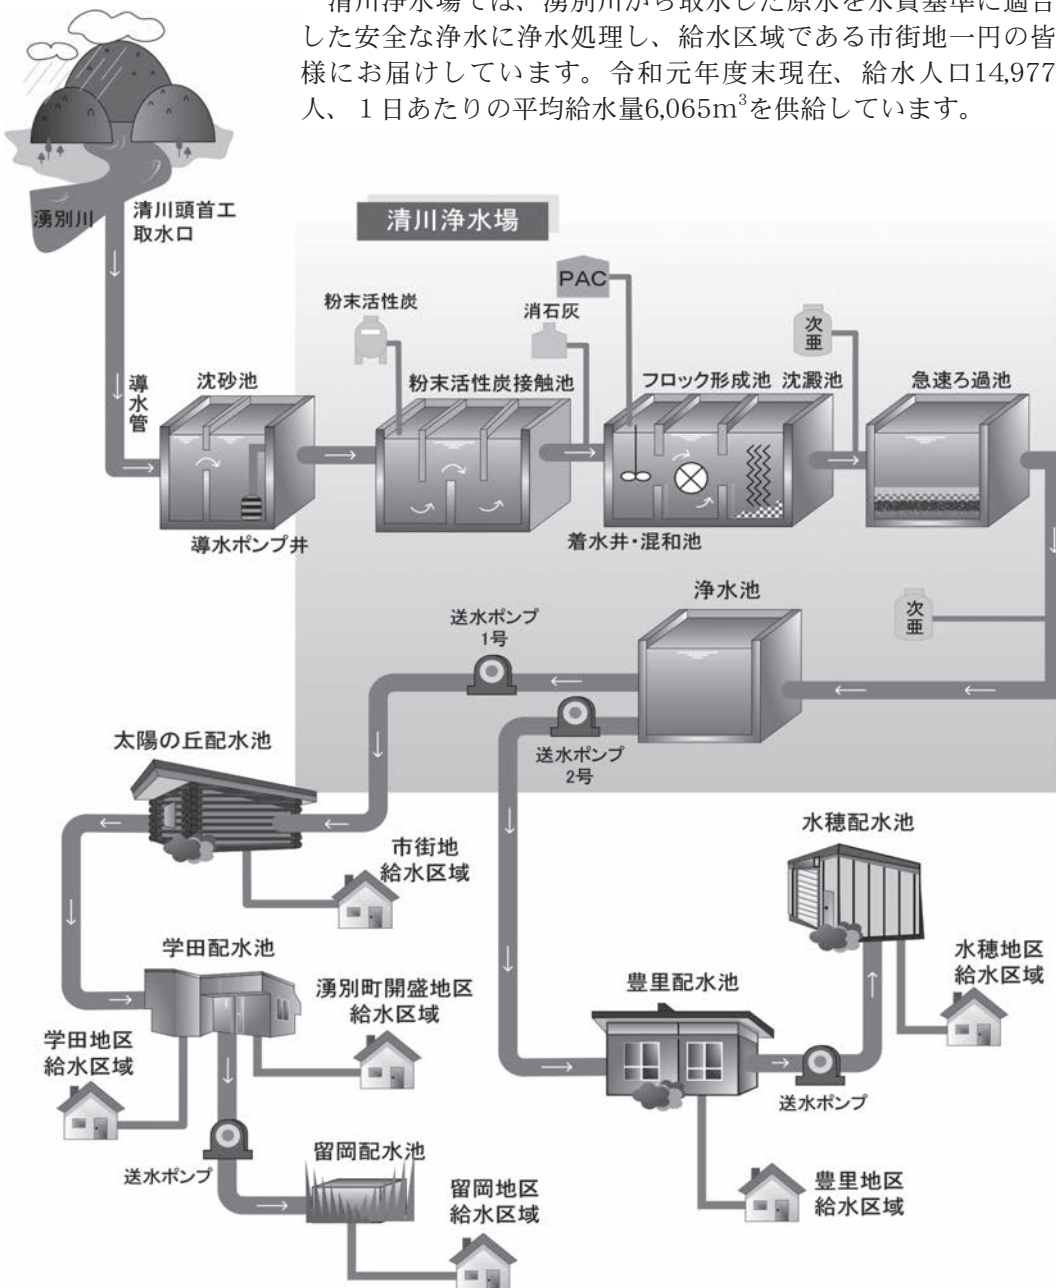 清川浄水場では、湧別川から取水した原水を水質基準に適合
した安全な浄水に浄水処理し、給水区域である市街地一円の皆
様にお届けしています。令和元年度末現在、給水人口14,977
人、１日あたりの平均給水量6,065m³を供給しています。
湧別川
清川頭首工
取水口
清川浄水場
PAC
粉末活性炭
消石灰
次亜
導水管
沈砂池
粉末活性炭接触池
フロック形成池 沈澱池
急速ろ過池
導水ポンプ井
着水井・混和池
浄水池
次亜
送水ポンプ
1号
送水ポンプ
2号
太陽の丘配水池
市街地
給水区域
水穂配水池
学田配水池
湧別町開盛地区
給水区域
豊里配水池
水穂地区
給水区域
学田地区
給水区域
送水ポンプ
送水ポンプ
留岡配水池
留岡地区
給水区域
豊里地区
給水区域